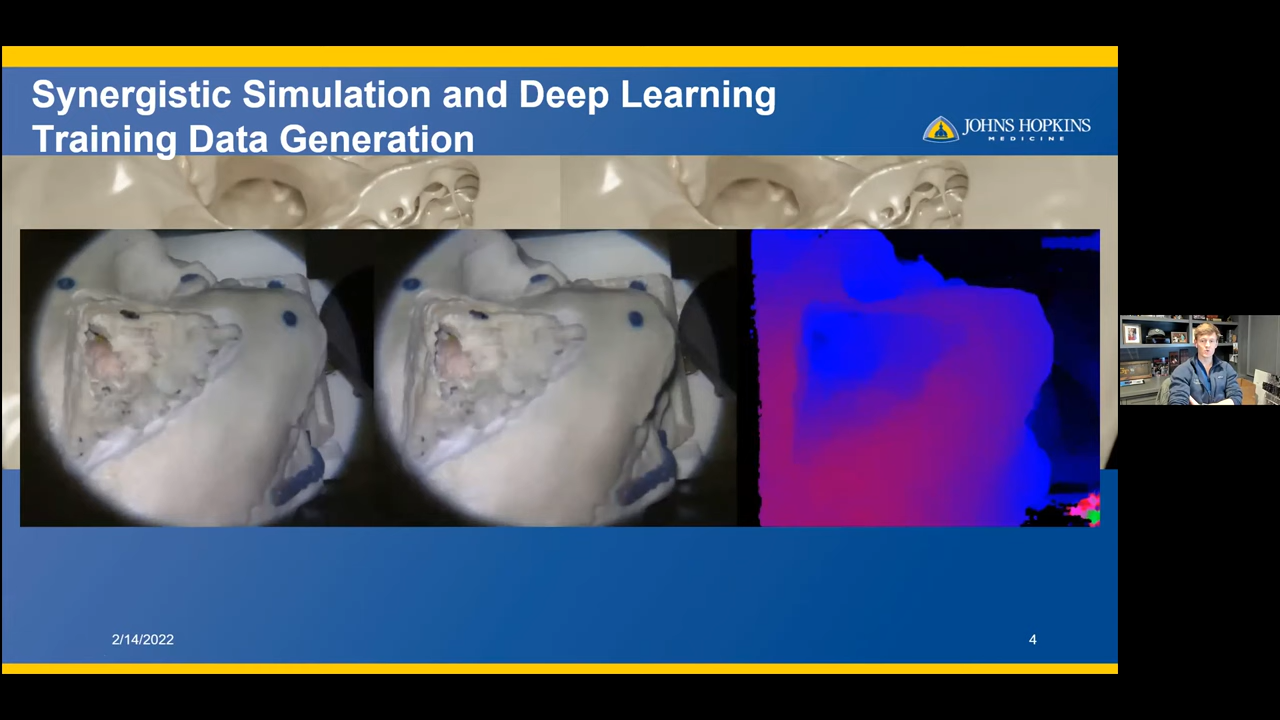 Synergistic Simulation and Deep Learning
Training Data Generation
JOHNS HOPKINS
MEDICINE
2/14/2022
4